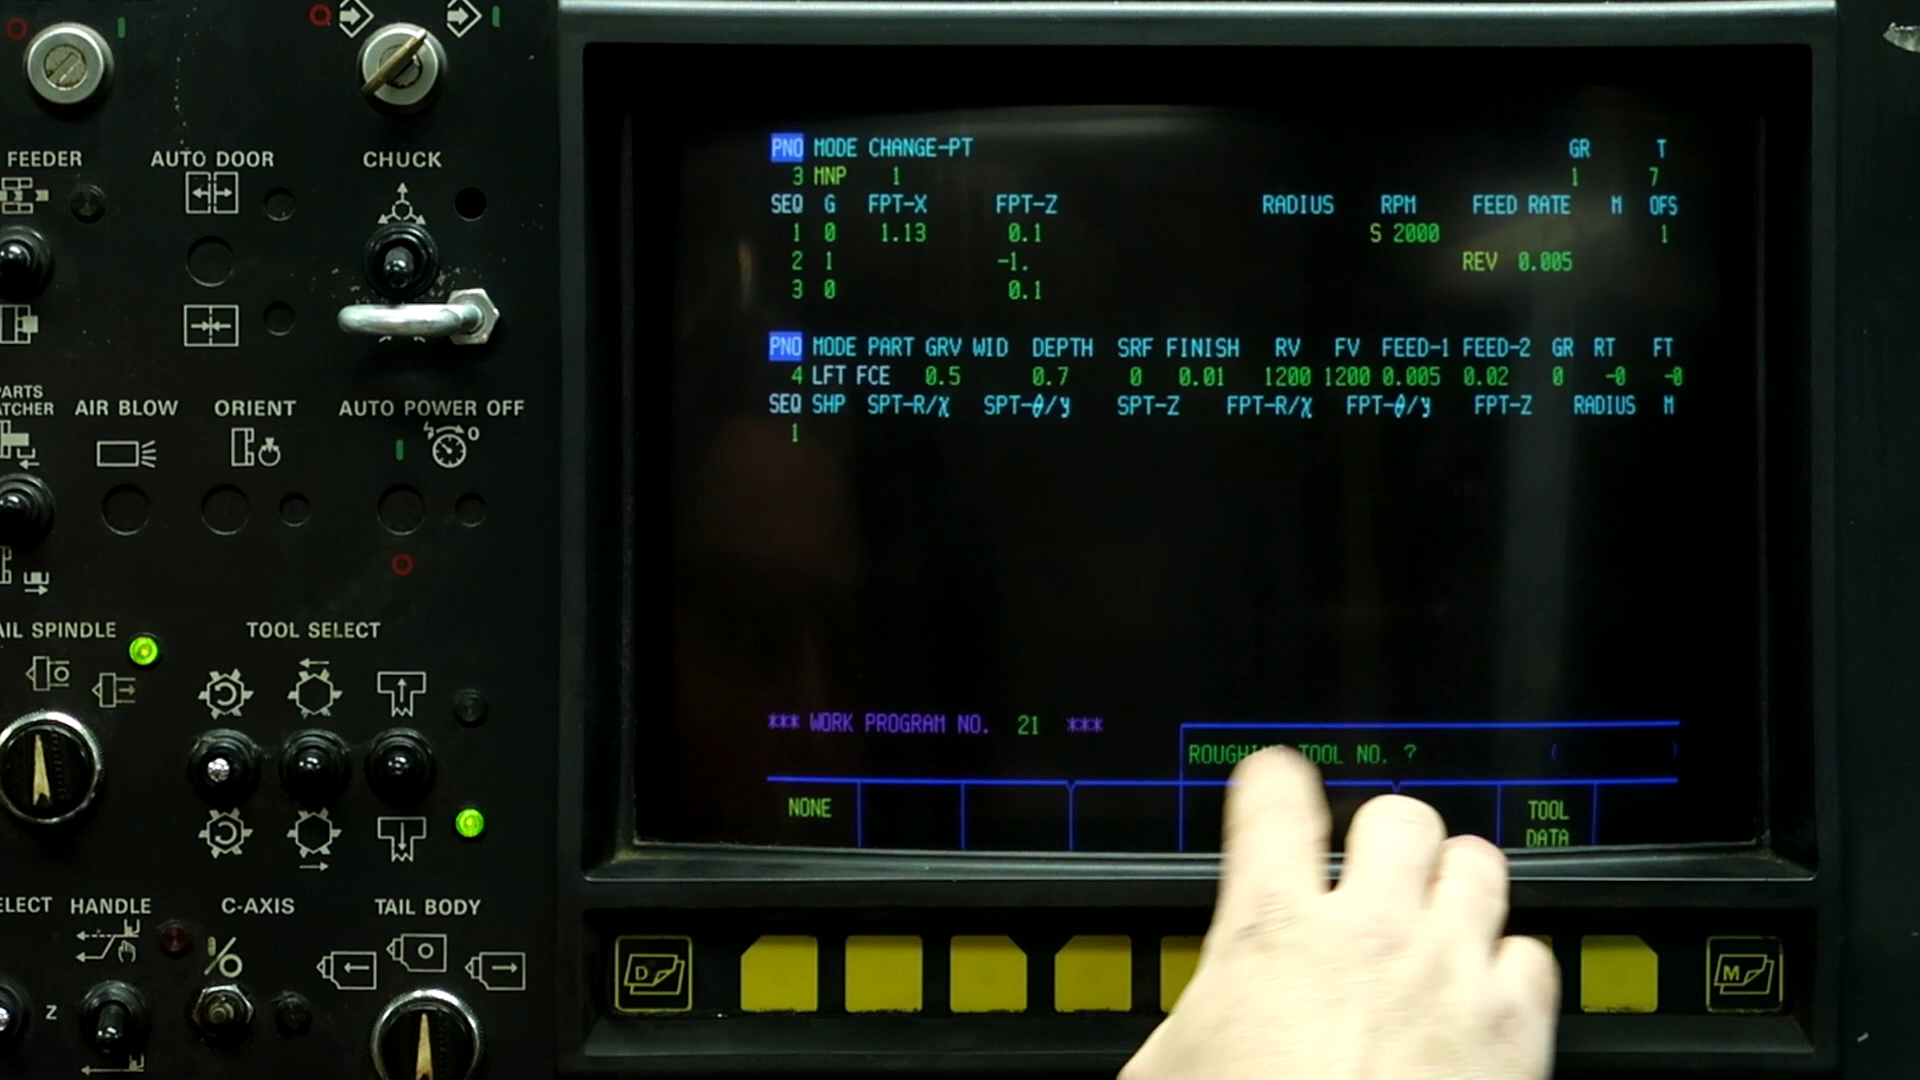 FEEDER AUTO DOOR CHUCK
AIR BLOW ORIENT AUTO POWER OFF
SPINDLE TOOL SELECT
HANDLE C-AXIS TAIL BODY
Z
PNO MODE CHANGE-PT GR T
3 MNP 1 1 7
SEQ G FPT-X FPT-Z RADIUS RPM FEED RATE M OFS
1 0 1.13 0.1 S 2000 1
2 1 -1. REV 0.005
3 0 0.1
PNO MODE PART GRV WID DEPTH SRF FINISH RV FV FEED-1 FEED-2 GR RT FT
4 LFT FCE 0.5 0.7 0 0.01 1200 1200 0.005 0.02 0 -0 -0
SEQ SHP SPT-R/χ SPT-θ/y SPT-Z FPT-R/χ FPT-θ/y FPT-Z RADIUS M
1
*** WORK PROGRAM NO. 21 ***
TOOL NO. ? ( )
NONE TOOL
DATA
D M